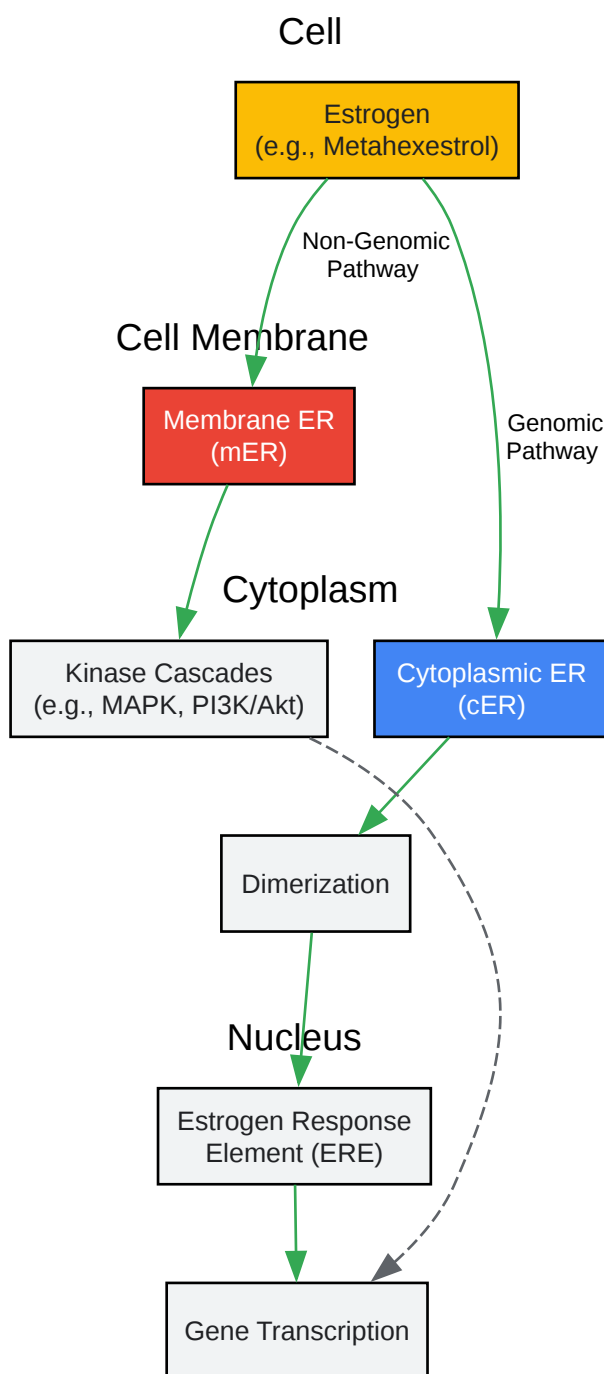 Cell
Estrogen
(e.g., Metahexestrol)
Non-Genomic
Pathway
Cell Membrane
Membrane ER
(mER)
Genomic
Pathway
Cytoplasm
Kinase Cascades
(e.g., MAPK, PI3K/Akt)
Cytoplasmic ER
(cER)
Dimerization
Nucleus
Estrogen Response
Element (ERE)
Gene Transcription